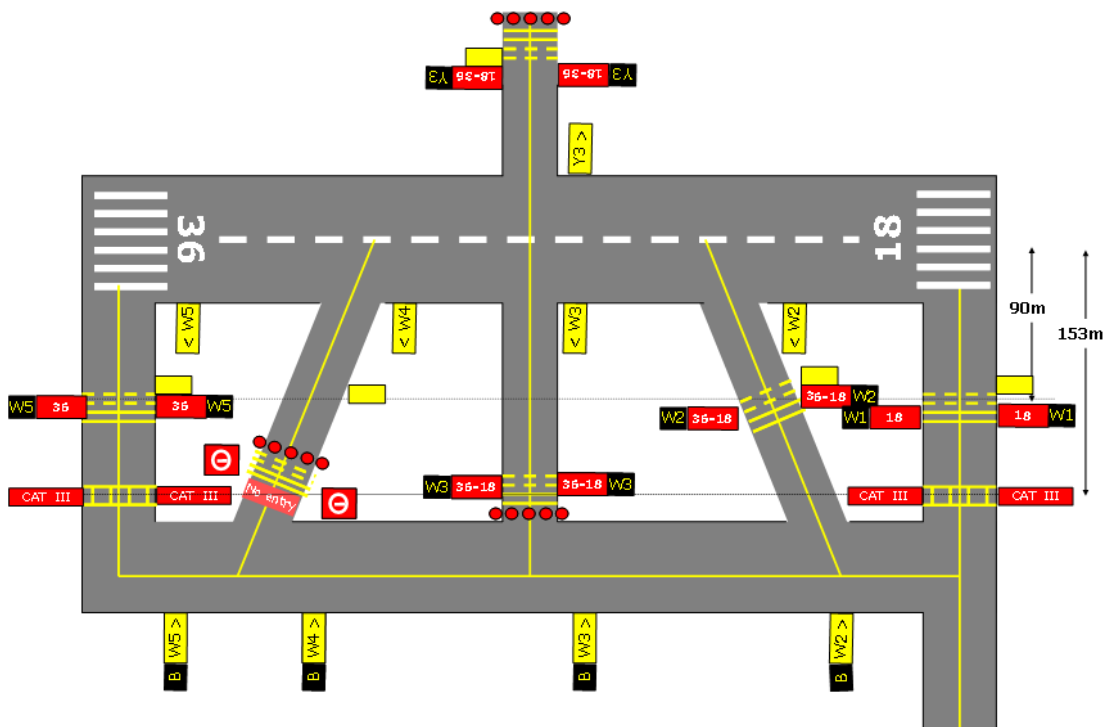 Y3 18-36
18-36 Y3
Y3 >
36
18
< W5
< W4
< W3
< W2
90m
153m
W5 36
36 W5
W2 36-18
36-18 W2
W1 18
18 W1
W3 36-18
36-18 W3
CAT III
CAT III
No entry
CAT III
CAT III
B W5 >
B W4 >
B W3 >
B W2 >